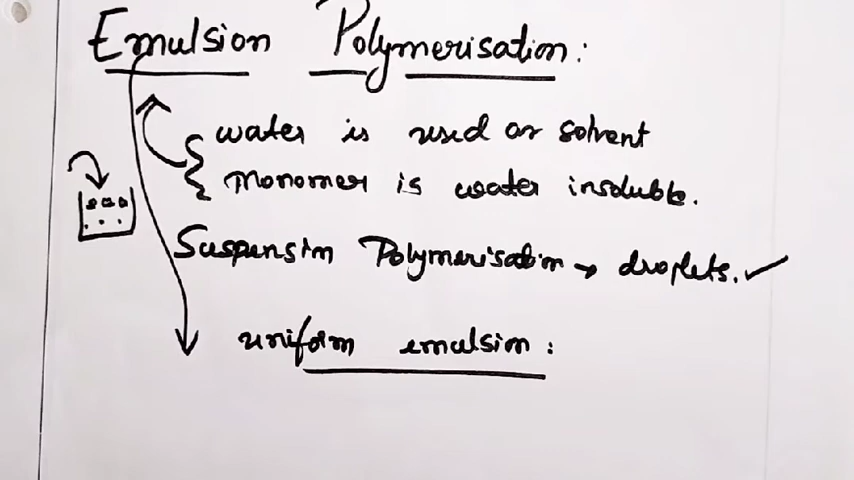 Emulsion Polymerisation:
water is used as solvent
monomer is water insoluble.
Suspension Polymerisation → droplets. ✓
uniform emulsion: